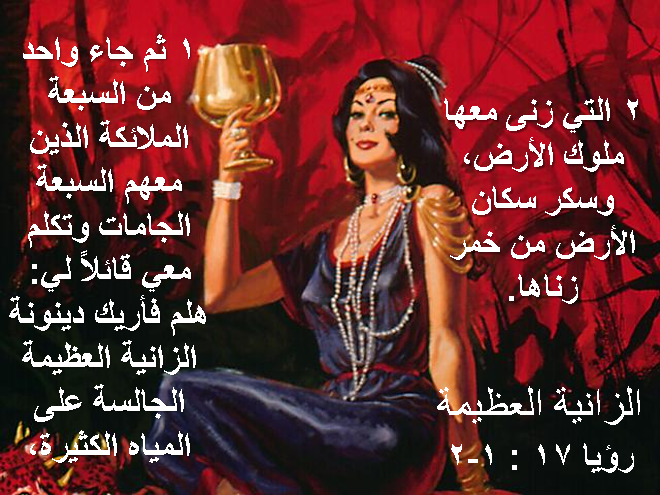 ١ ثم جاء واحد
من السبعة
الملائكة الذين
معهم السبعة
الجامات وتكلم
معي قائلاً لي:
هلم فأريك دينونة
الزانية العظيمة
الجالسة على
المياه الكثيرة،
٢ التي زنى معها
ملوك الأرض،
وسكر سكان
الأرض من خمر
زناها.
الزانية العظيمة
رؤيا ١٧ : ١-٢